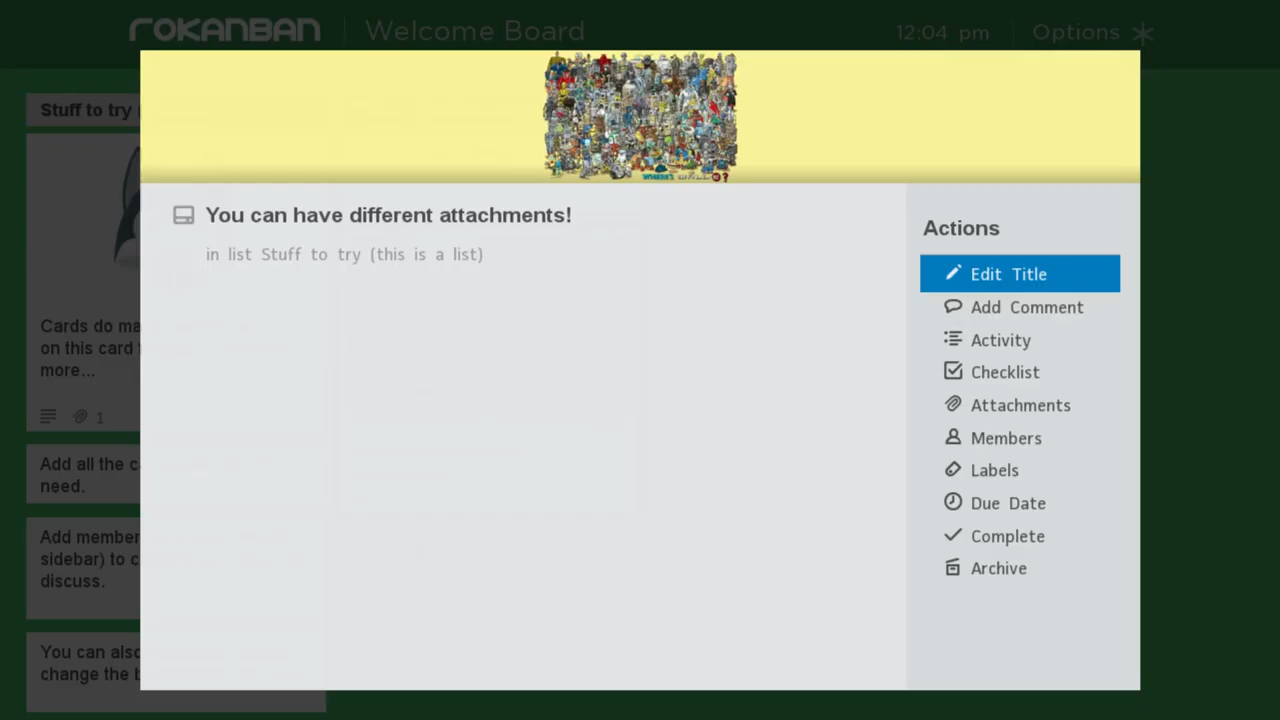 ROKANBAN
Welcome Board
12:04 pm
Options
Stuff to try (
Cards do ma
on this card f
more...
1
Add all the c
need.
Add member
sidebar) to c
discuss.
You can also
change the b
WHERE'S
You can have different attachments!
in list Stuff to try (this is a list)
Actions
Edit Title
Add Comment
Activity
Checklist
Attachments
Members
Labels
Due Date
Complete
Archive